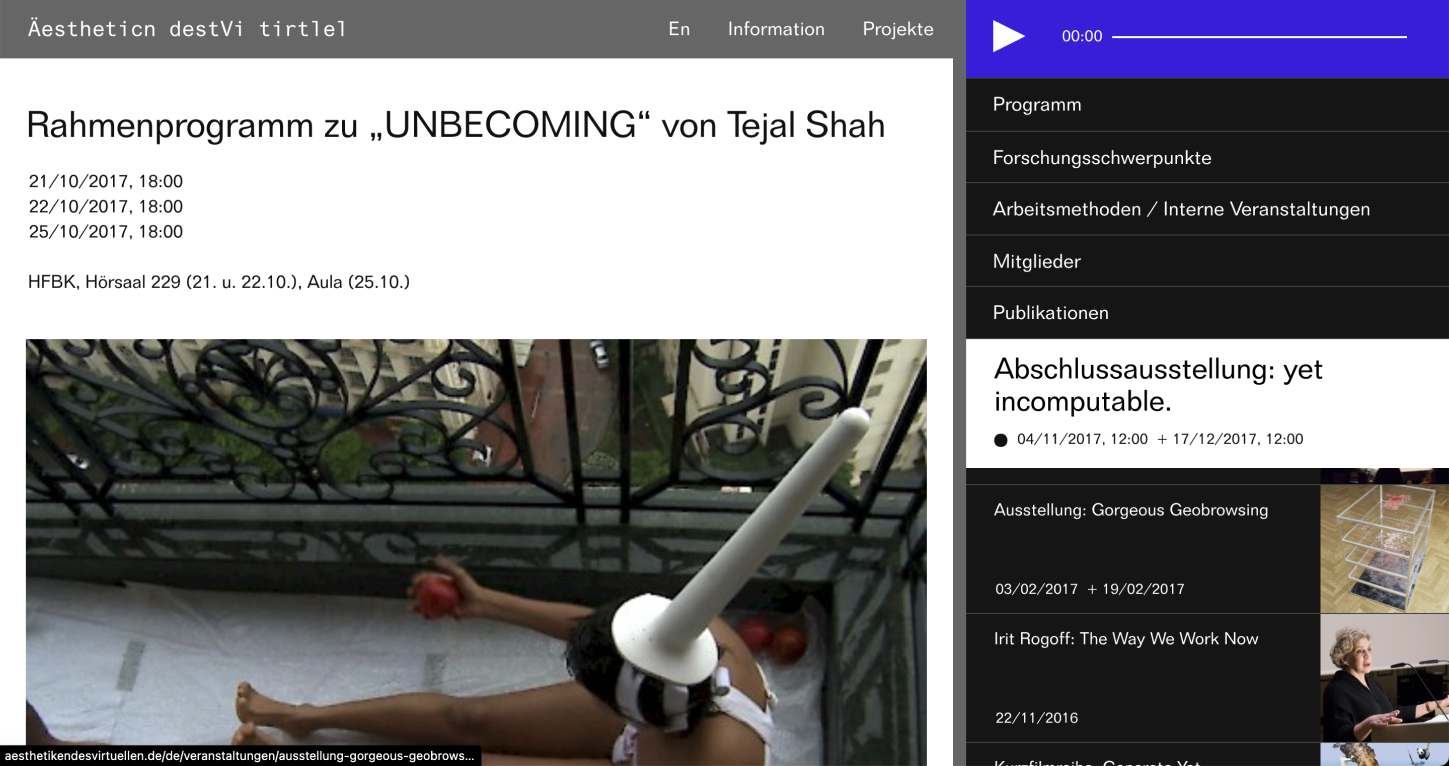 Äestheticn destVi tirtlel
En Information Projekte
00:00
Rahmenprogramm zu „UNBECOMING“ von Tejal Shah
21/10/2017, 18:00
22/10/2017, 18:00
25/10/2017, 18:00
HFBK, Hörsaal 229 (21. u. 22.10.), Aula (25.10.)
Programm
Forschungsschwerpunkte
Arbeitsmethoden / Interne Veranstaltungen
Mitglieder
Publikationen
Abschlussausstellung: yet
incomputable.
04/11/2017, 12:00 + 17/12/2017, 12:00
Ausstellung: Gorgeous Geobrowsing
03/02/2017 + 19/02/2017
Irit Rogoff: The Way We Work Now
22/11/2016
Kurzfilmreihe: Generate Yet
aesthetikendesvirtuellen.de/de/veranstaltungen/ausstellung-gorgeous-geobrows...